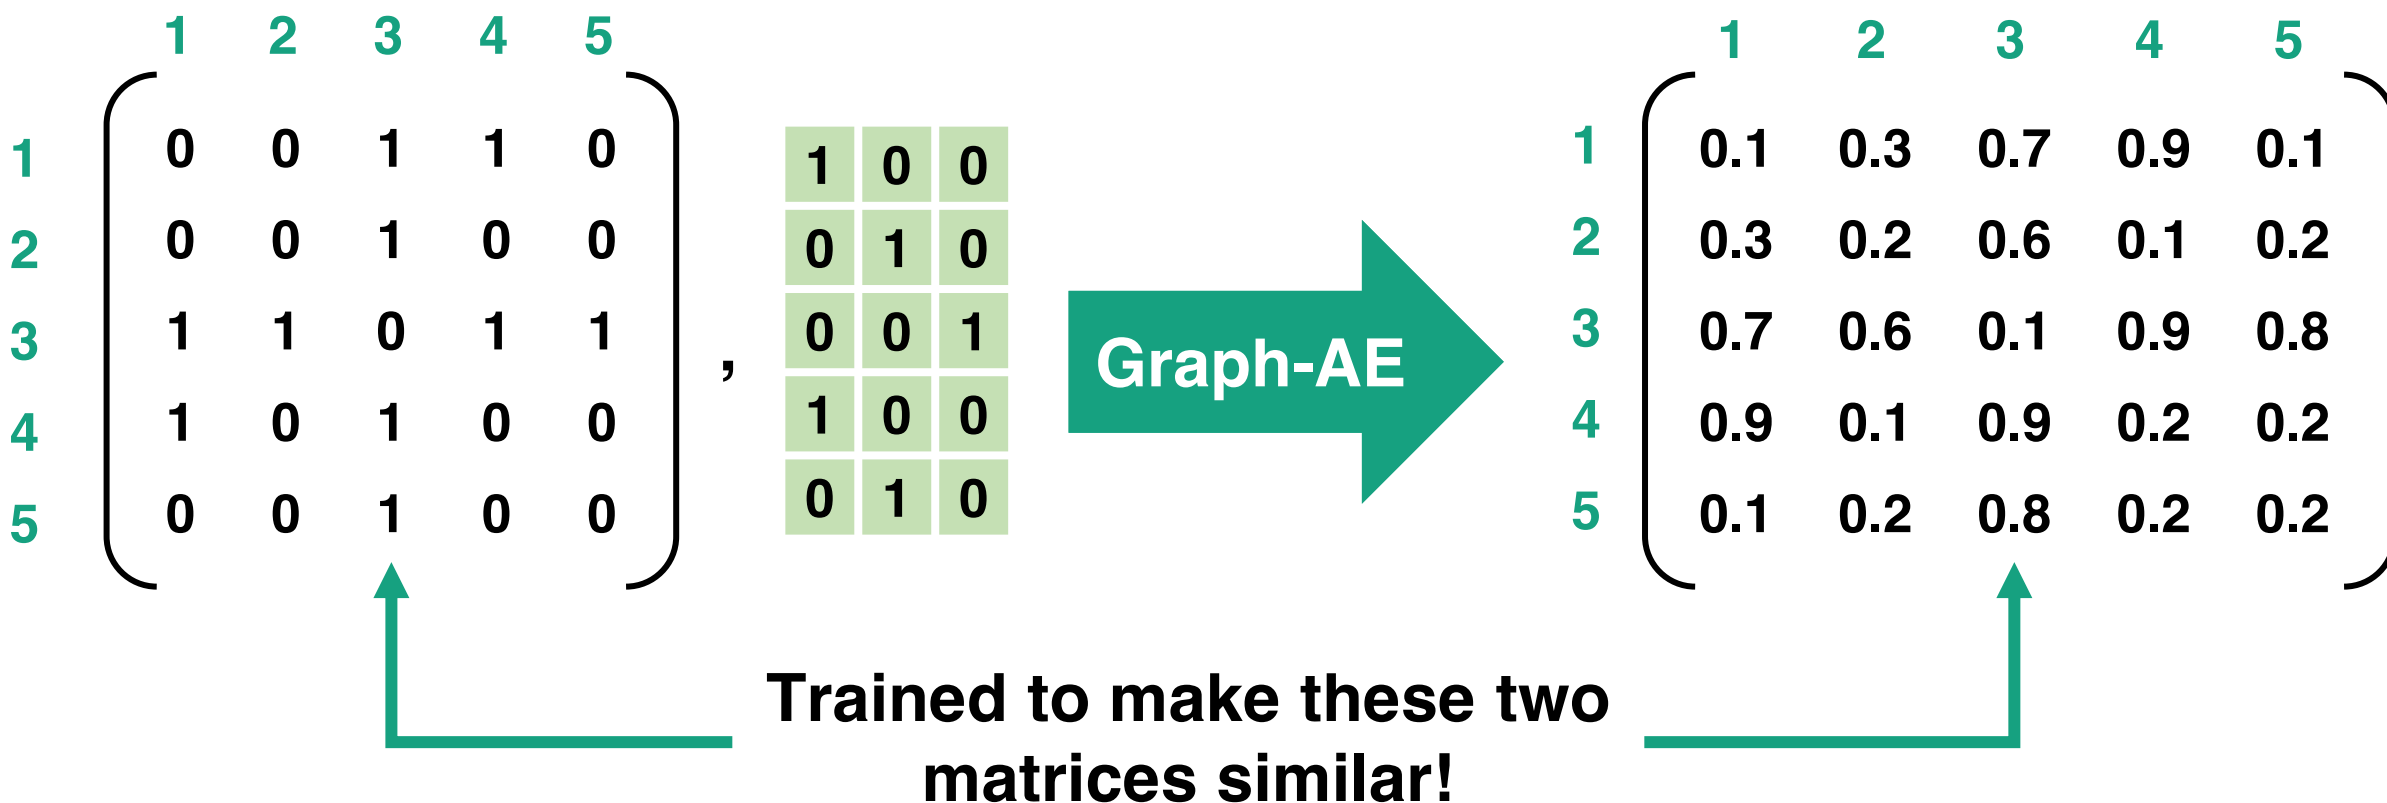 1 2 3 4 5
1 0 0 1 1 0
2 0 0 1 0 0
3 1 1 0 1 1
4 1 0 1 0 0
5 0 0 1 0 0
,
1 0 0
0 1 0
0 0 1
1 0 0
0 1 0
Graph-AE
1 2 3 4 5
1 0.1 0.3 0.7 0.9 0.1
2 0.3 0.2 0.6 0.1 0.2
3 0.7 0.6 0.1 0.9 0.8
4 0.9 0.1 0.9 0.2 0.2
5 0.1 0.2 0.8 0.2 0.2
Trained to make these two
matrices similar!